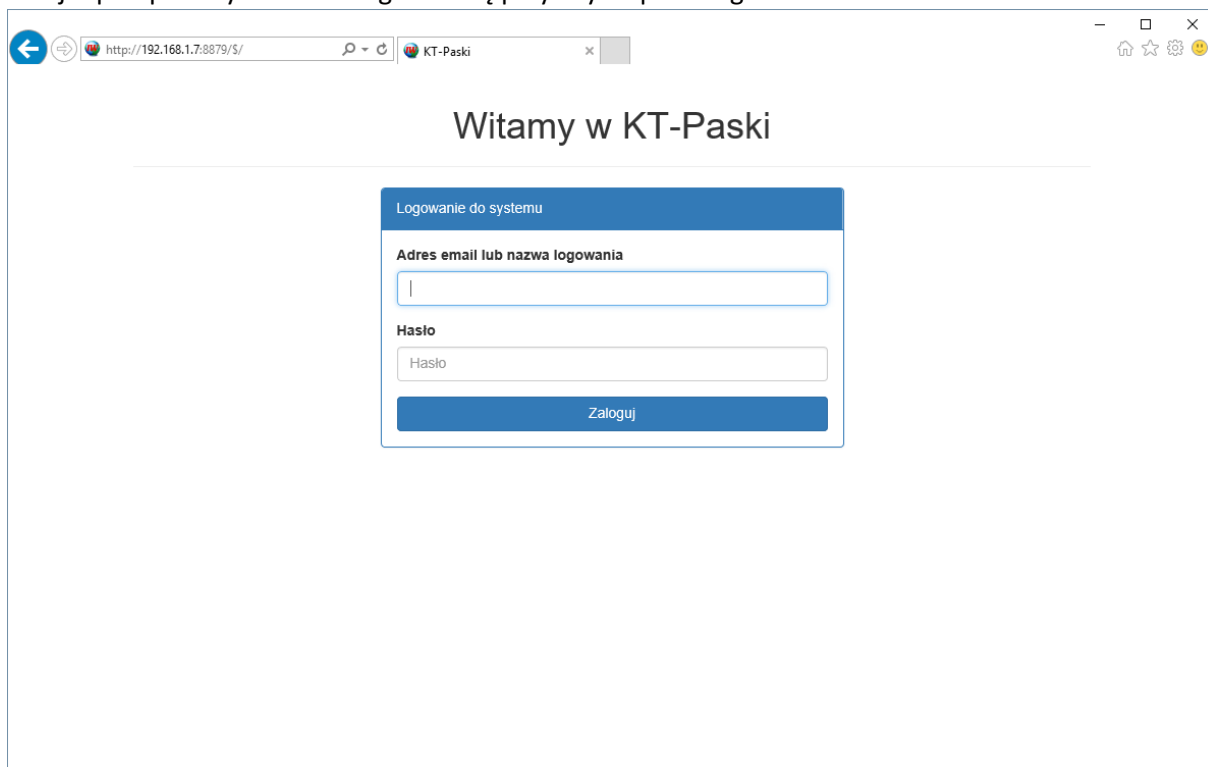 http://192.168.1.7:8879/$/
KT-Paski
Witamy w KT-Paski
Logowanie do systemu
Adres email lub nazwa logowania
Hasło
Hasło
Zaloguj